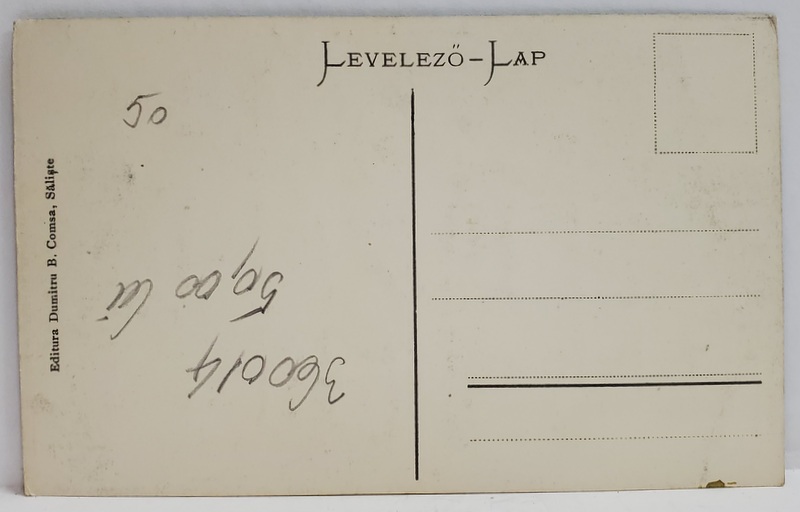 Levelező-Lap
50
Editura Dumitru B. Comsa, Săliște
50,00 lei
360014